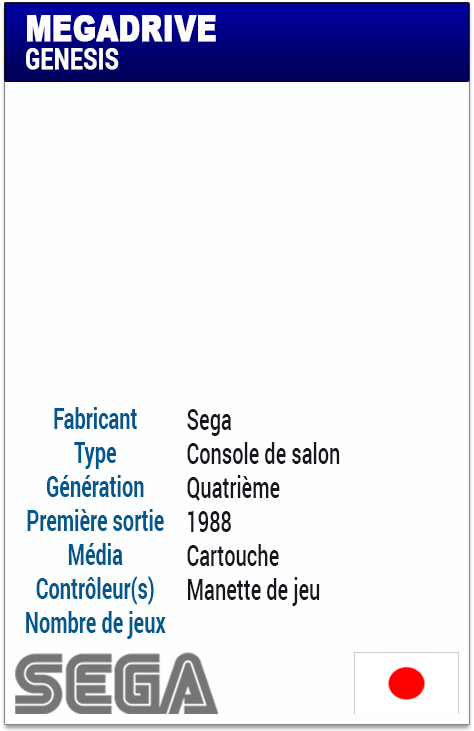 MEGADRIVE
GENESIS
Fabricant Sega
Type Console de salon
Génération Quatrième
Première sortie 1988
Média Cartouche
Contrôleur(s) Manette de jeu
Nombre de jeux
SEGA